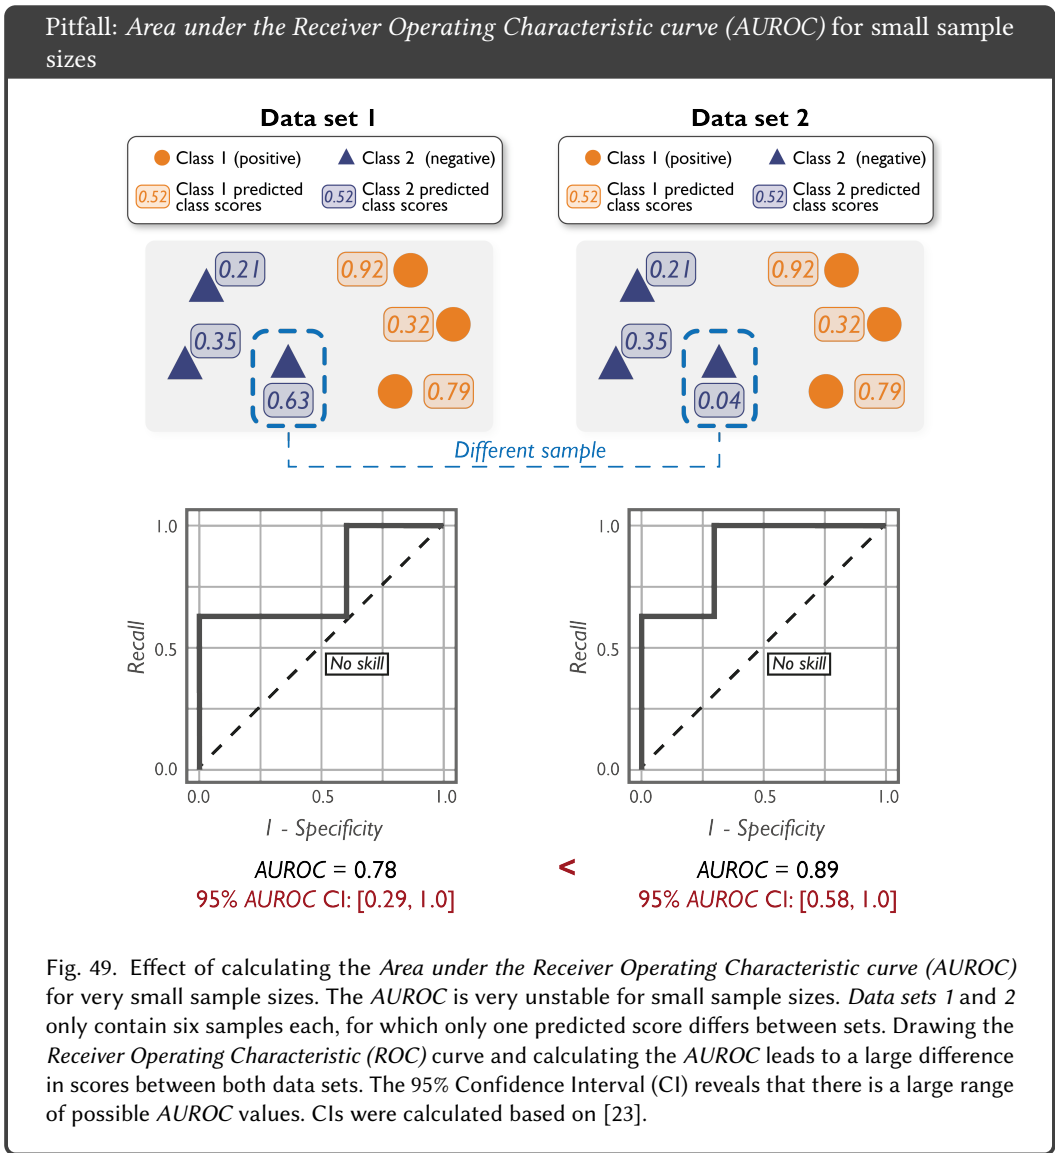 Pitfall: Area under the Receiver Operating Characteristic curve (AUROC) for small sample
sizes
Data set 1
Class 1 (positive)
Class 2 (negative)
0.52
Class 1 predicted
class scores
0.52
Class 2 predicted
class scores
0.21
0.92
0.32
0.35
0.63
0.79
Data set 2
Class 1 (positive)
Class 2 (negative)
0.52
Class 1 predicted
class scores
0.52
Class 2 predicted
class scores
0.21
0.92
0.32
0.35
0.04
0.79
Different sample
1.0
Recall
0.5
No skill
0.0
0.0
0.5
1.0
1 - Specificity
AUROC = 0.78
95% AUROC CI: [0.29, 1.0]
<
1.0
Recall
0.5
No skill
0.0
0.0
0.5
1.0
1 - Specificity
AUROC = 0.89
95% AUROC CI: [0.58, 1.0]
Fig. 49. Effect of calculating the Area under the Receiver Operating Characteristic curve (AUROC)
for very small sample sizes. The AUROC is very unstable for small sample sizes. Data sets 1 and 2
only contain six samples each, for which only one predicted score differs between sets. Drawing the
Receiver Operating Characteristic (ROC) curve and calculating the AUROC leads to a large difference
in scores between both data sets. The 95% Confidence Interval (CI) reveals that there is a large range
of possible AUROC values. CIs were calculated based on [23].